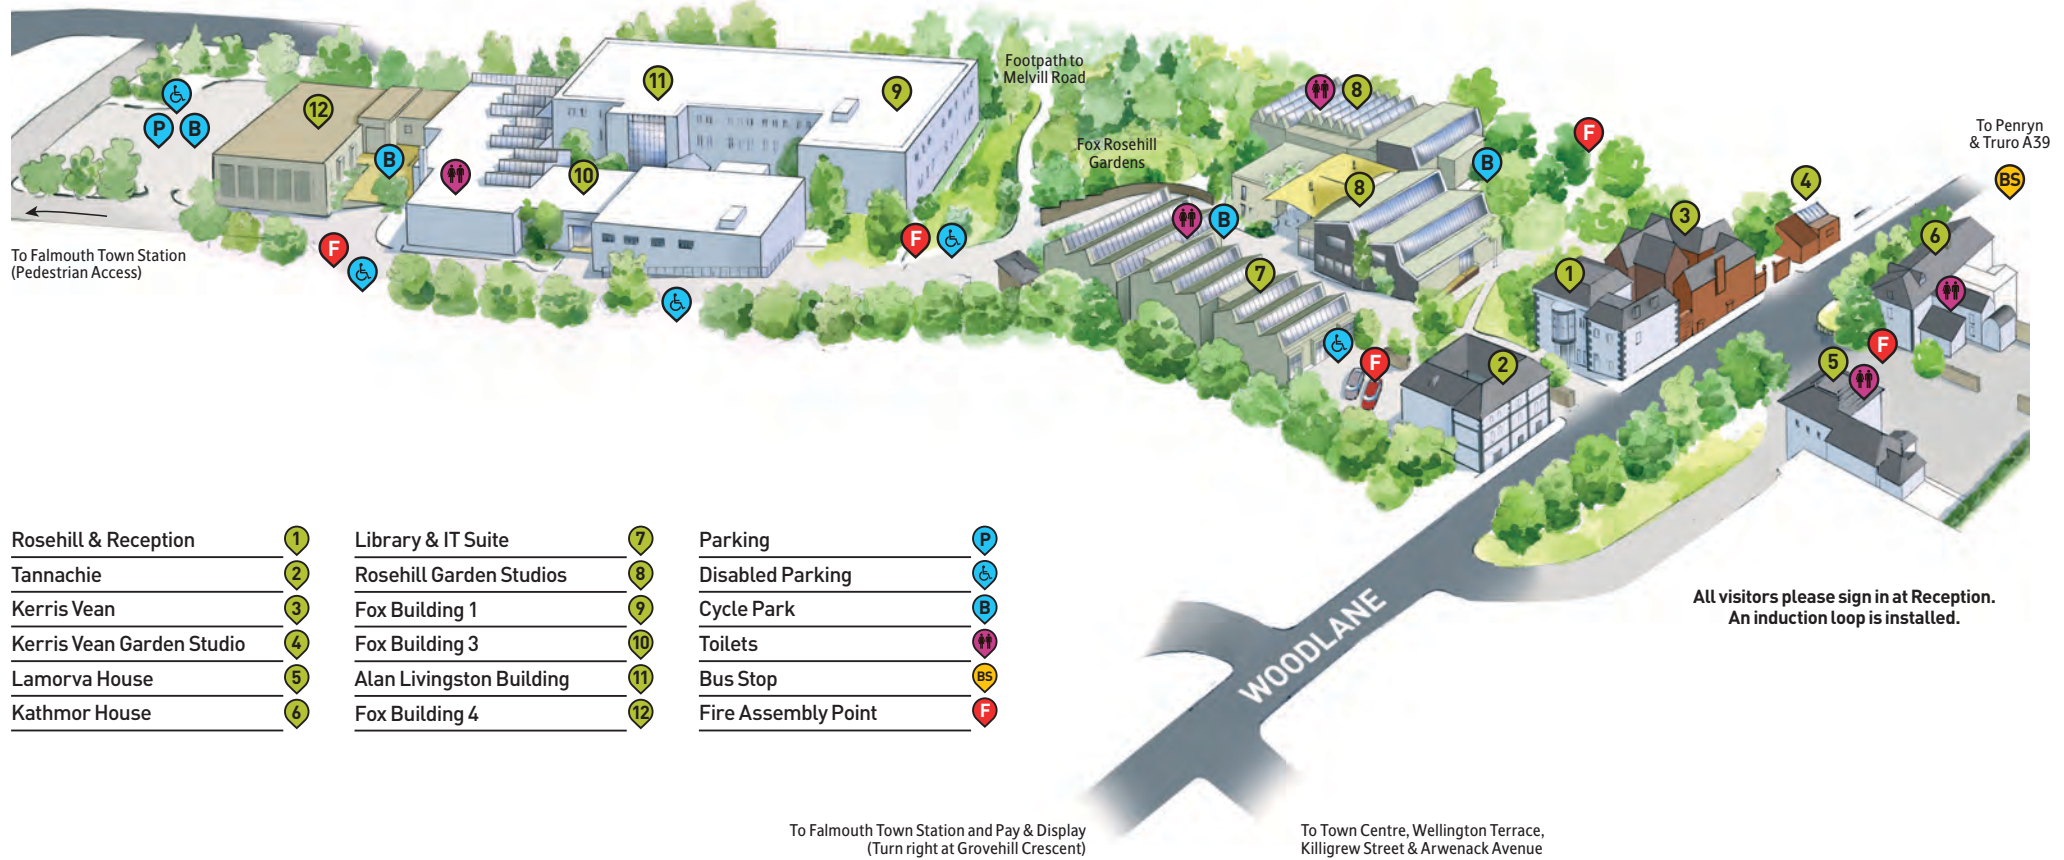 Footpath to
Melvill Road
Fox Rosehill
Gardens
To Penryn
& Truro A39
BS
12
11
9
8
F
P
B
B
10
B
8
4
3
6
B
7
1
F
F
F
2
5
F
To Falmouth Town Station
(Pedestrian Access)
Rosehill & Reception 1
Tannachie 2
Kerris Vean 3
Kerris Vean Garden Studio 4
Lamorva House 5
Kathmor House 6
Library & IT Suite 7
Rosehill Garden Studios 8
Fox Building 1 9
Fox Building 3 10
Alan Livingston Building 11
Fox Building 4 12
Parking P
Disabled Parking
Cycle Park B
Toilets
Bus Stop BS
Fire Assembly Point F
WOODLANE
All visitors please sign in at Reception.
An induction loop is installed.
To Falmouth Town Station and Pay & Display
(Turn right at Grovehill Crescent)
To Town Centre, Wellington Terrace,
Killigrew Street & Arwenack Avenue